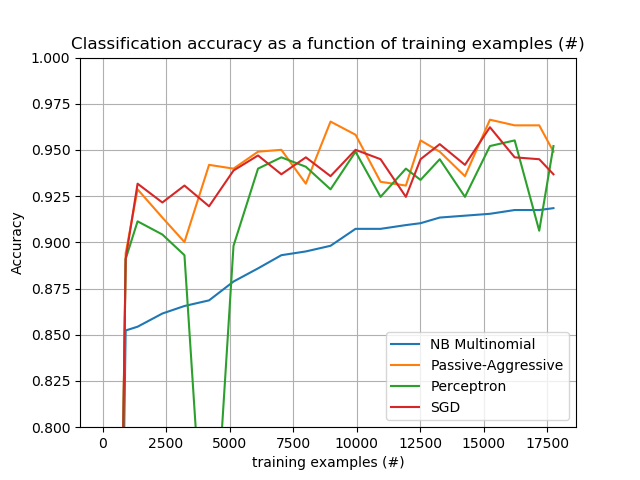 Classification accuracy as a function of training examples (#)
1.000
0.975
0.950
0.925
0.900
0.875
0.850
0.825
0.800
Accuracy
NB Multinomial
Passive-Aggressive
Perceptron
SGD
0 2500 5000 7500 10000 12500 15000 17500
training examples (#)